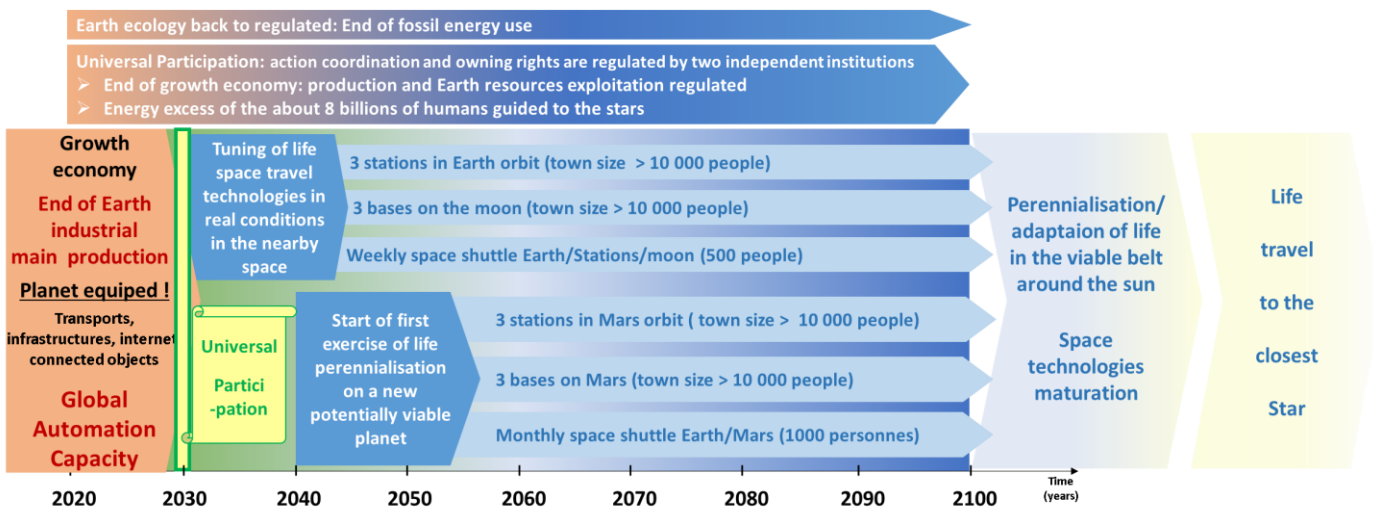 Earth ecology back to regulated: End of fossil energy use
Universal Participation: action coordination and owning rights are regulated by two independent institutions
➢ End of growth economy: production and Earth resources exploitation regulated
➢ Energy excess of the about 8 billions of humans guided to the stars
Growth
economy
End of Earth
industrial
main production
Planet equiped !
Transports,
infrastructures, internet
connected objects
Global
Automation
Capacity
Tuning of life
space travel
technologies in
real conditions
in the nearby
space
3 stations in Earth orbit (town size > 10 000 people)
3 bases on the moon (town size > 10 000 people)
Weekly space shuttle Earth/Stations/moon (500 people)
Universal
Partici
-pation
Start of first
exercise of life
perennialisation
on a new
potentially viable
planet
3 stations in Mars orbit ( town size > 10 000 people)
3 bases on Mars (town size > 10 000 people)
Monthly space shuttle Earth/Mars (1000 personnes)
Perennialisation/
adaptaion of life
in the viable belt
around the sun
Space
technologies
maturation
Life
travel
to the
closest
Star
2020 2030 2040 2050 2060 2070 2080 2090 2100
Time
(years)